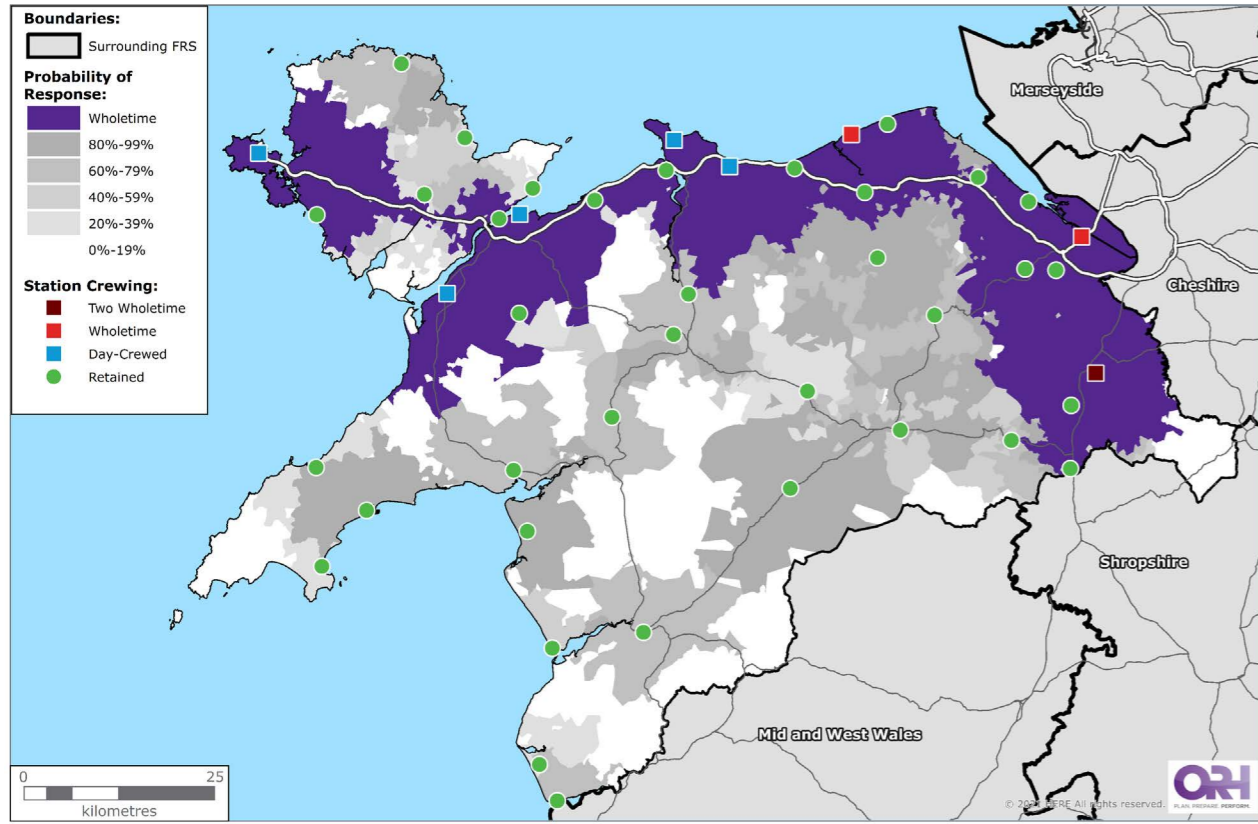 Boundaries:
Surrounding FRS
Probability of
Response:
Wholetime
80%-99%
60%-79%
40%-59%
20%-39%
0%-19%
Station Crewing:
Two Wholetime
Wholetime
Day-Crewed
Retained
Merseyside
Cheshire
Shropshire
Mid and West Wales
0 25
kilometres
© 2021 HERE All rights reserved.
ORH
PLAN. PREPARE. PERFORM.